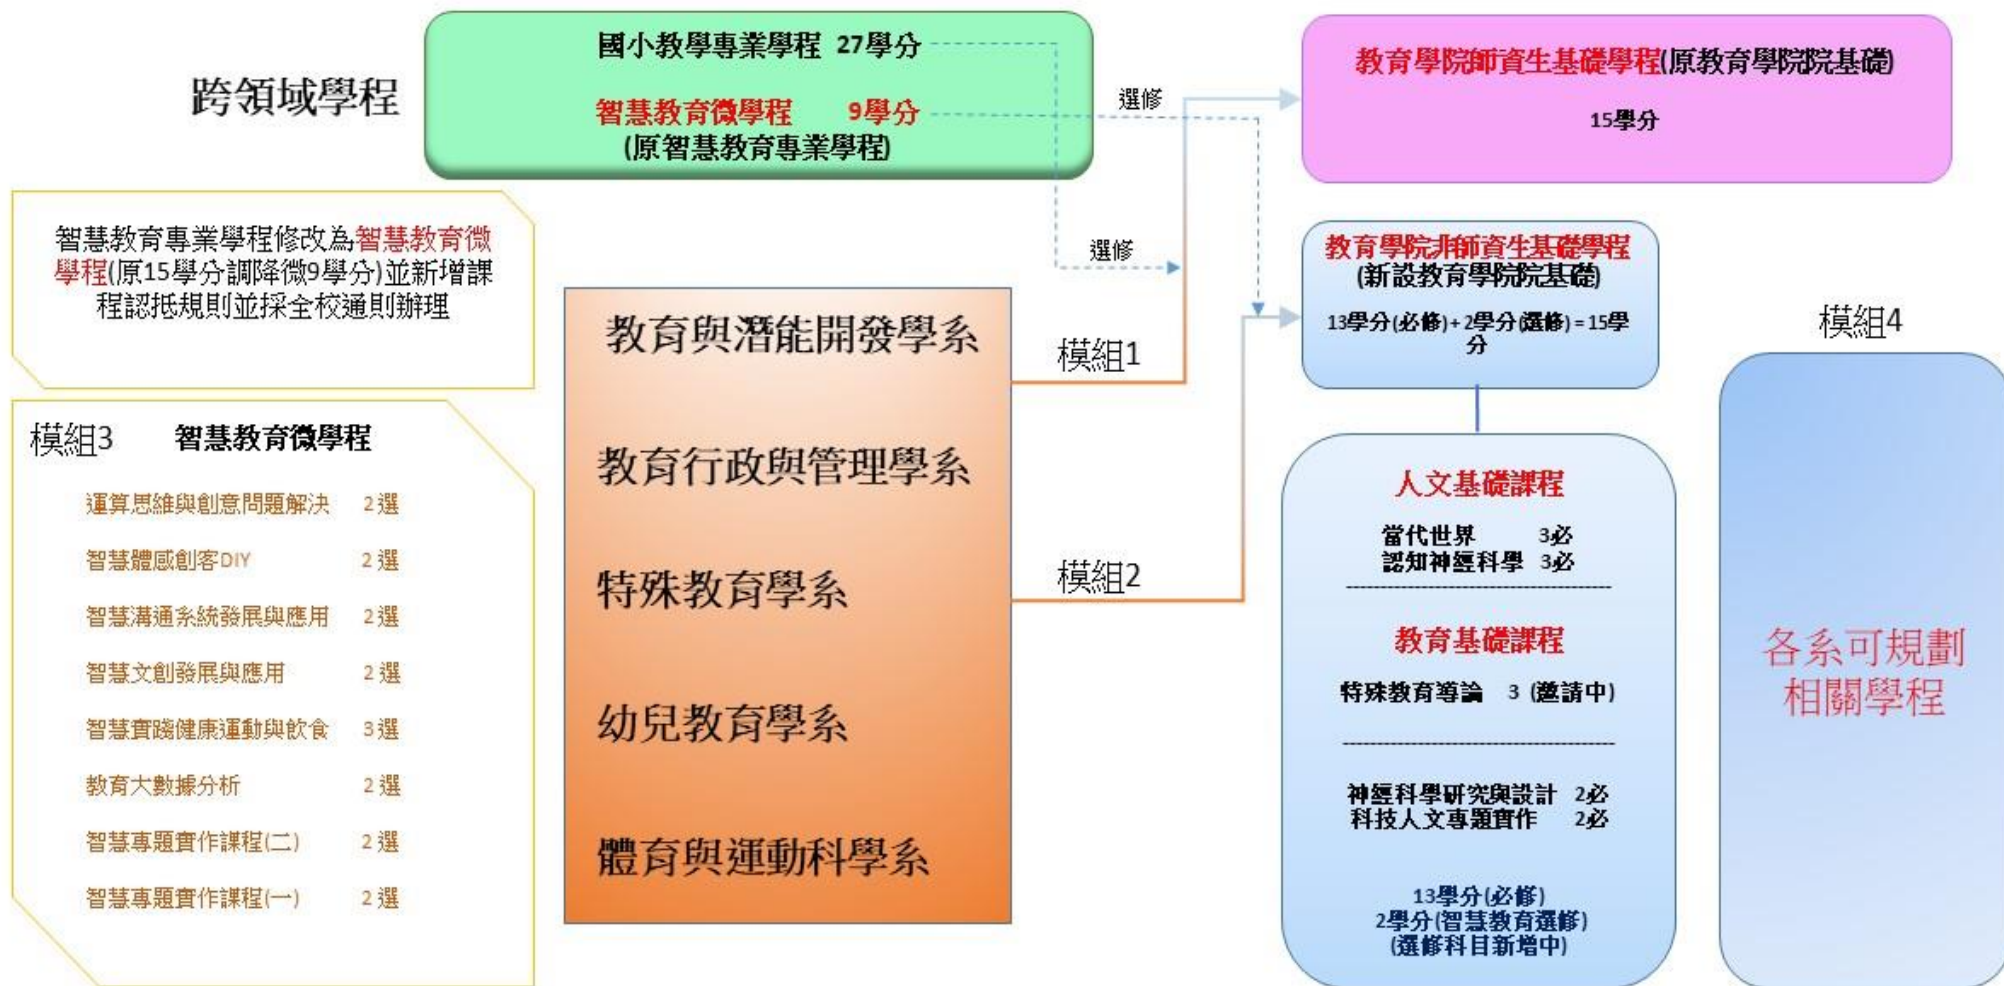 跨領域學程
國小教學專業學程 27學分
智慧教育微學程 9學分
(原智慧教育專業學程)
選修
選修
教育學院師資生基礎學程(原教育學院院基礎)
15學分
智慧教育專業學程修改為智慧教育微
學程(原15學分調降微9學分)並新增課
程認抵規則並採全校通則辦理
模組3 智慧教育微學程
運算思維與創意問題解決 2選
智慧體感創客DIY 2選
智慧溝通系統發展與應用 2選
智慧文創發展與應用 2選
智慧實踐健康運動與飲食 3選
教育大數據分析 2選
智慧專題實作課程(二) 2選
智慧專題實作課程(一) 2選
教育與潛能開發學系
教育行政與管理學系
特殊教育學系
幼兒教育學系
體育與運動科學系
模組1
模組2
教育學院非師資生基礎學程
(新設教育學院院基礎)
13學分(必修)+2學分(選修)=15學
分
人文基礎課程
當代世界 3必
認知神經科學 3必
教育基礎課程
特殊教育導論 3 (邀請中)
神經科學研究與設計 2必
科技人文專題實作 2必
13學分(必修)
2學分(智慧教育選修)
(選修科目新增中)
模組4
各系可規劃
相關學程